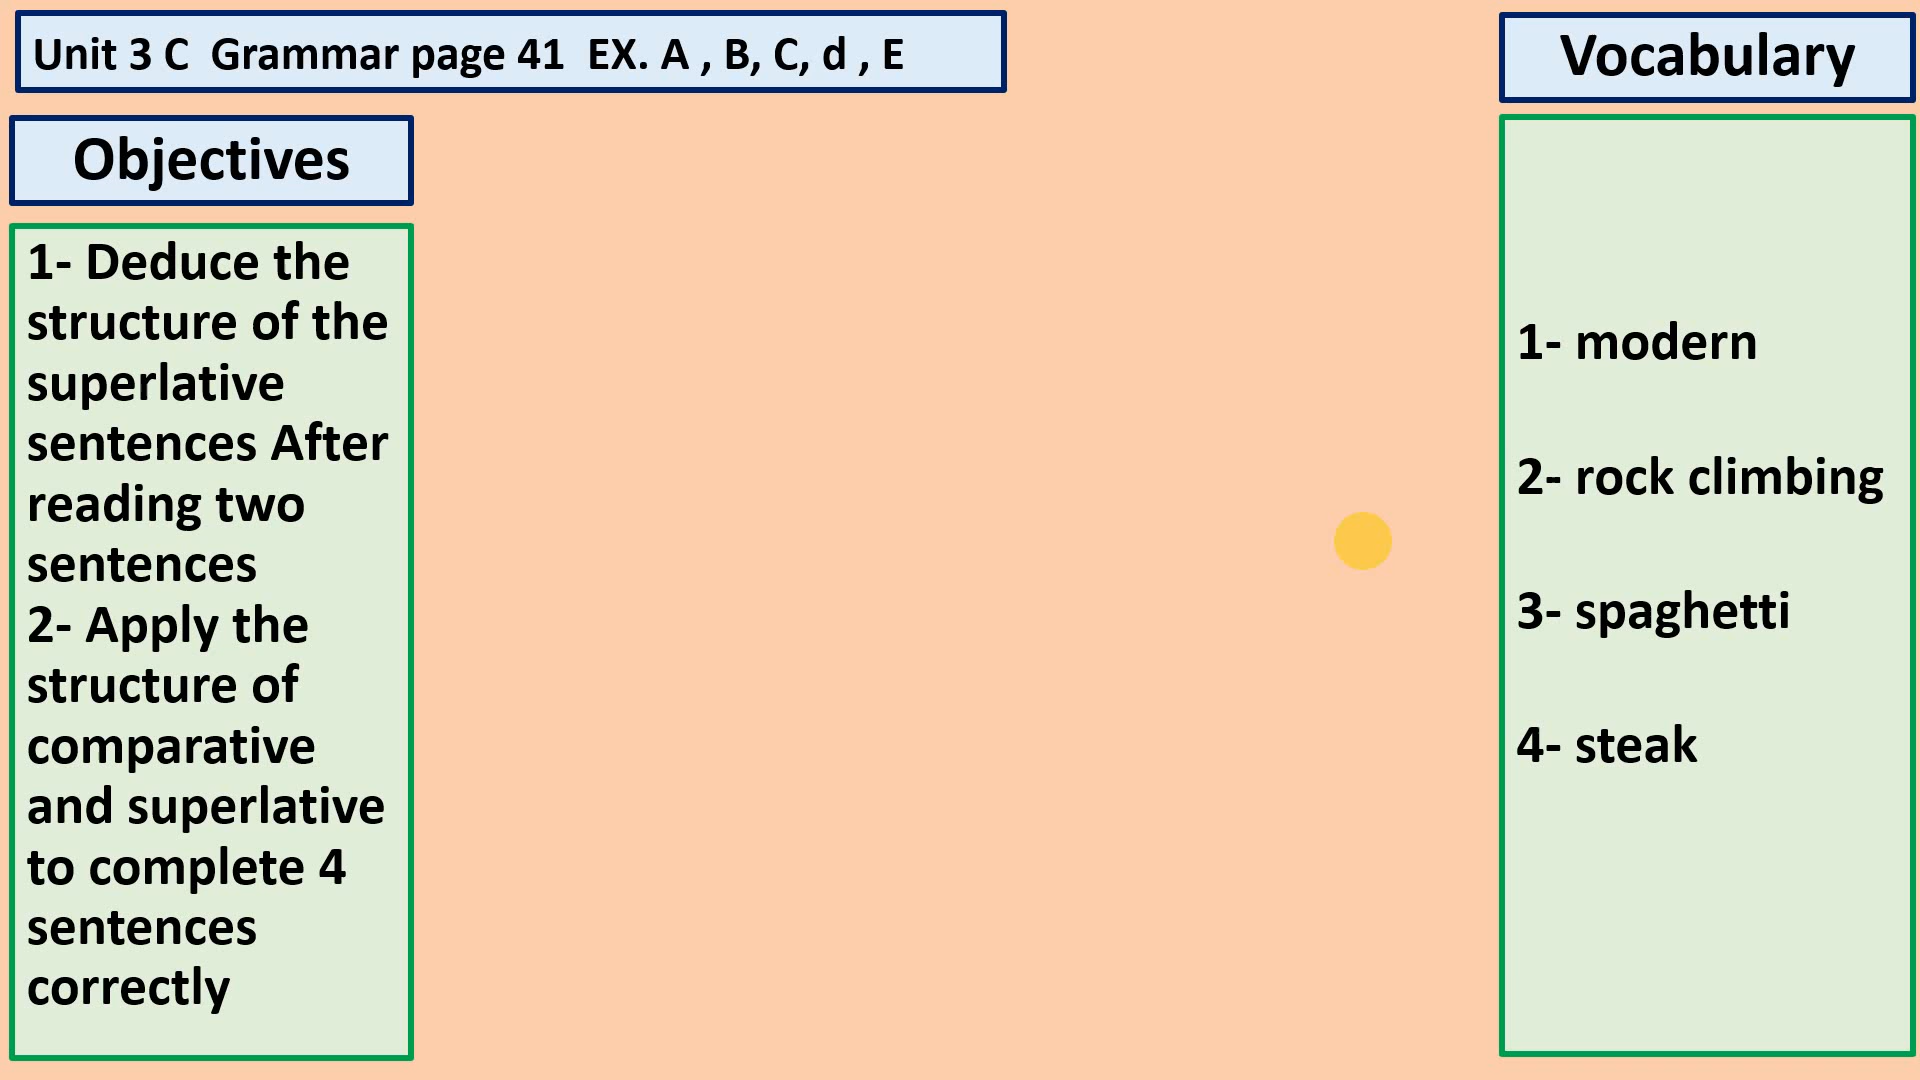 Unit 3 C  Grammar page 41  EX. A , B, C, d , E
Objectives
1- Deduce the
structure of the
superlative
sentences After
reading two
sentences
2- Apply the
structure of
comparative
and superlative
to complete 4
sentences
correctly
Vocabulary
1- modern
2- rock climbing
3- spaghetti
4- steak